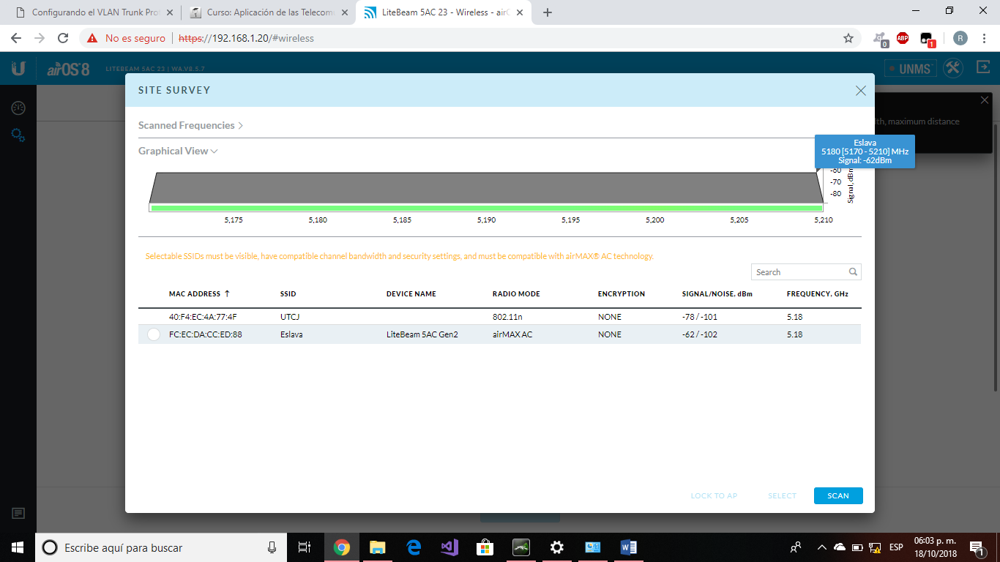 Configurando el VLAN Trunk Prot
Curso: Aplicación de las Telecomu
LiteBeam 5AC 23 - Wireless - airO
No es seguro
https://192.168.1.20/#wireless
ABP
0
1
R
airOS 8
LITEBEAM 5AC 23 | WA.V8.5.7
UNMS
SITE SURVEY
dth, maximum distance
Scanned Frequencies
Graphical View
Eslava
5180 [5170 - 5210] MHz
Signal: -62dBm
-60
-70
-80
Signal, dBm
5,175 5,180 5,185 5,190 5,195 5,200 5,205 5,210
Selectable SSIDs must be visible, have compatible channel bandwidth and security settings, and must be compatible with airMAX® AC technology.
Search
MAC ADDRESS ↑ SSID DEVICE NAME RADIO MODE ENCRYPTION SIGNAL/NOISE, dBm FREQUENCY, GHz
40:F4:EC:4A:77:4F UTCJ 802.11n NONE -78 / -101 5.18
FC:EC:DA:CC:ED:88 Eslava LiteBeam 5AC Gen2 airMAX AC NONE -62 / -102 5.18
LOCK TO AP SELECT SCAN
Escribe aquí para buscar
ESP
06:03 p. m.
18/10/2018
1